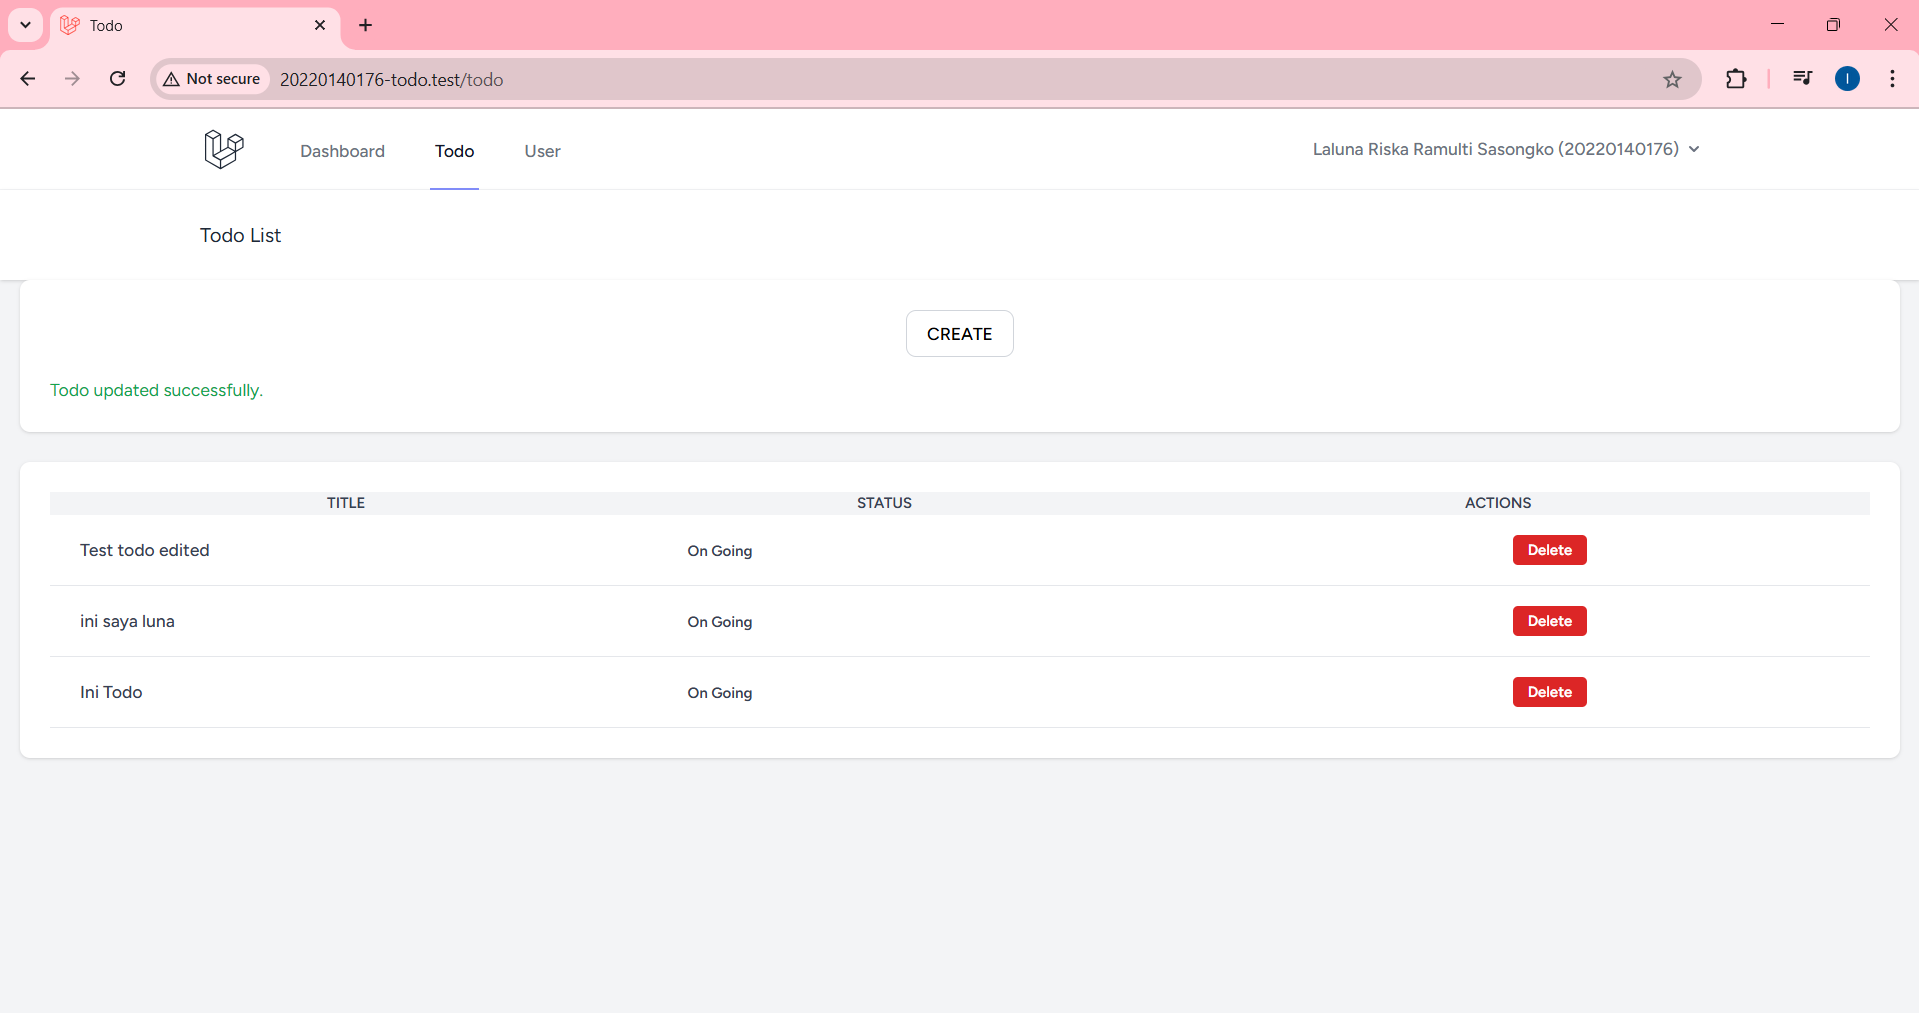 Todo
Not secure
20220140176-todo.test/todo
I
Dashboard
Todo
User
Laluna Riska Ramulti Sasongko (20220140176)
Todo List
CREATE
Todo updated successfully.
TITLE STATUS ACTIONS
Test todo edited On Going Delete
ini saya luna On Going Delete
Ini Todo On Going Delete